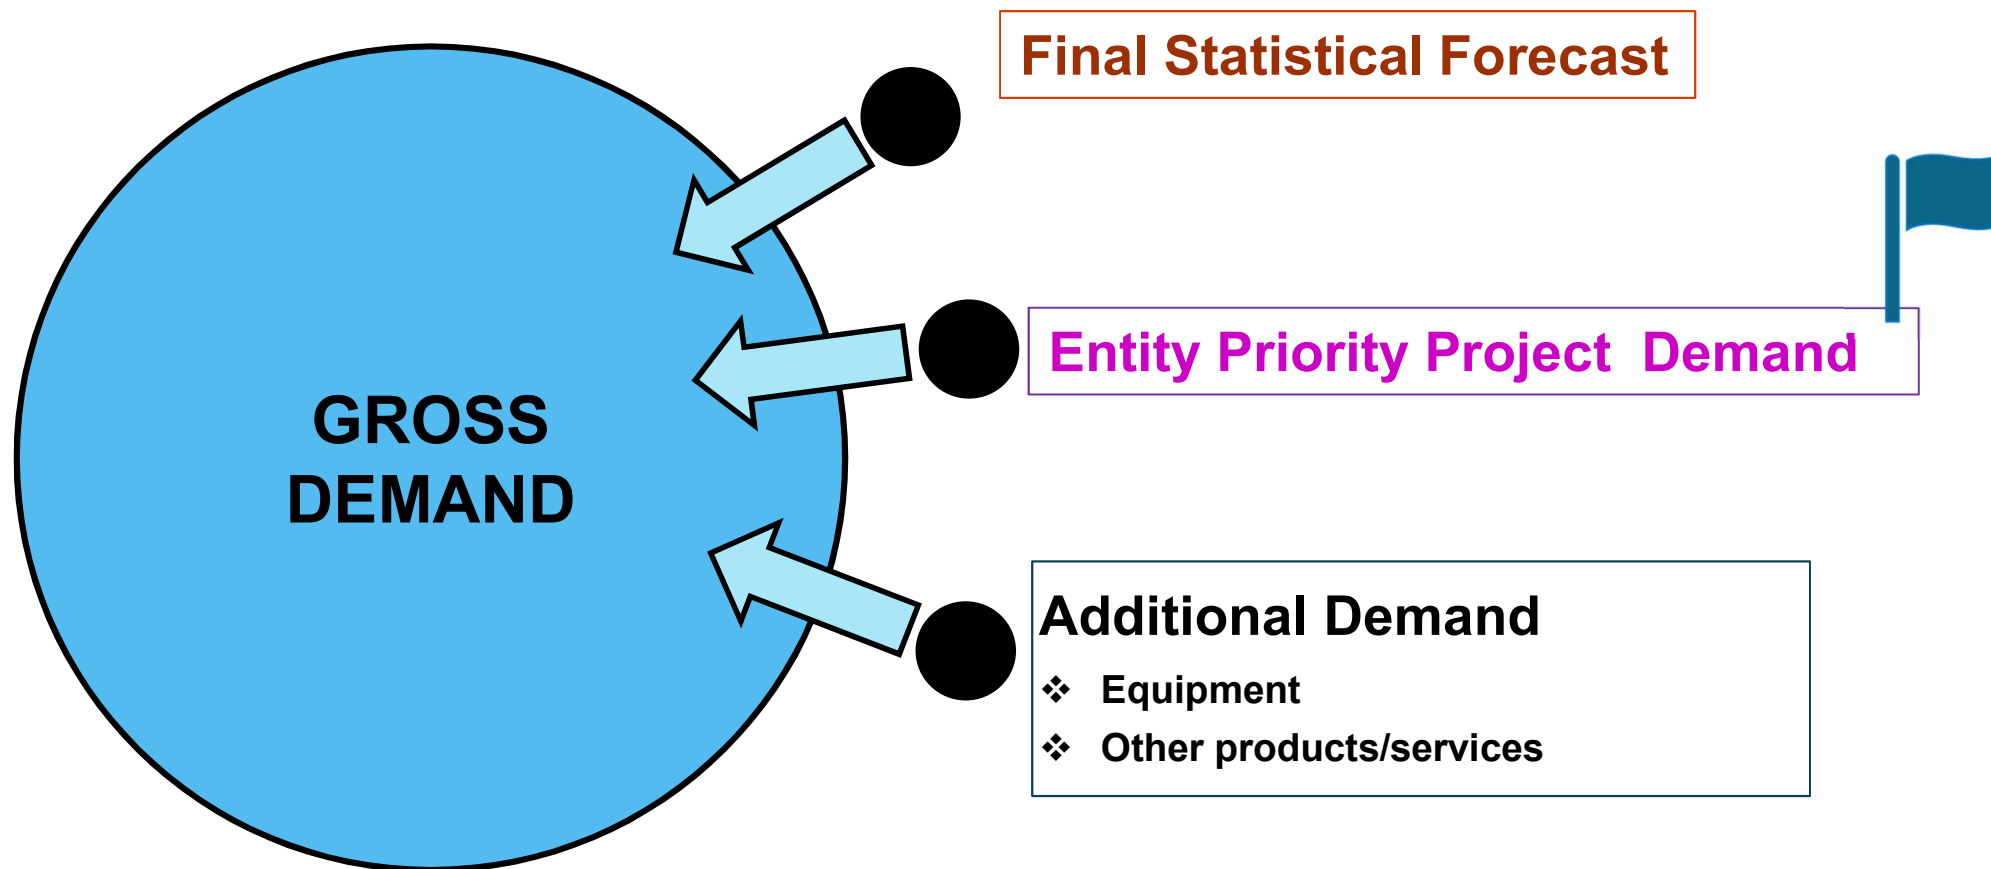 Final Statistical Forecast
Entity Priority Project  Demand
GROSS
DEMAND
Additional Demand
❖ Equipment
❖ Other products/services